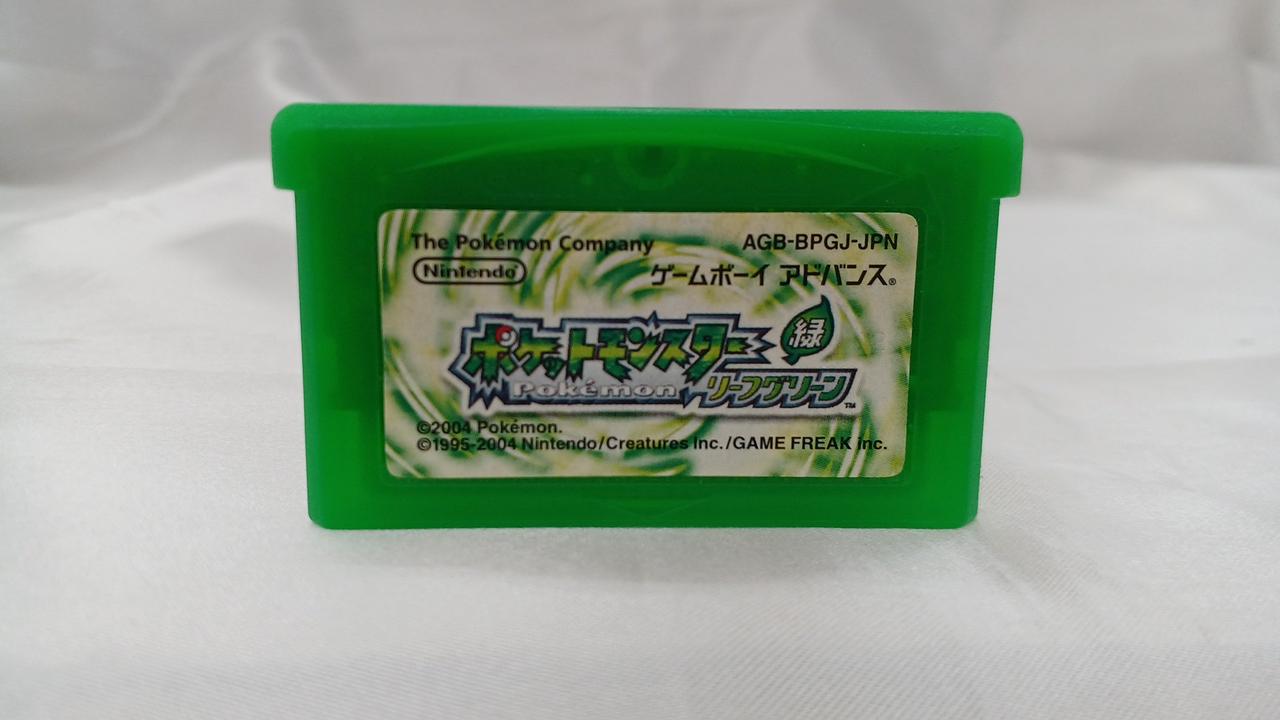 The Pokémon Company AGB-BPGJ-JPN
Nintendo ゲームボーイ アドバンス®
ポケットモンスター 緑
Pokémon リーフグリーン™
©2004 Pokémon.
©1995-2004 Nintendo/Creatures Inc./GAME FREAK inc.